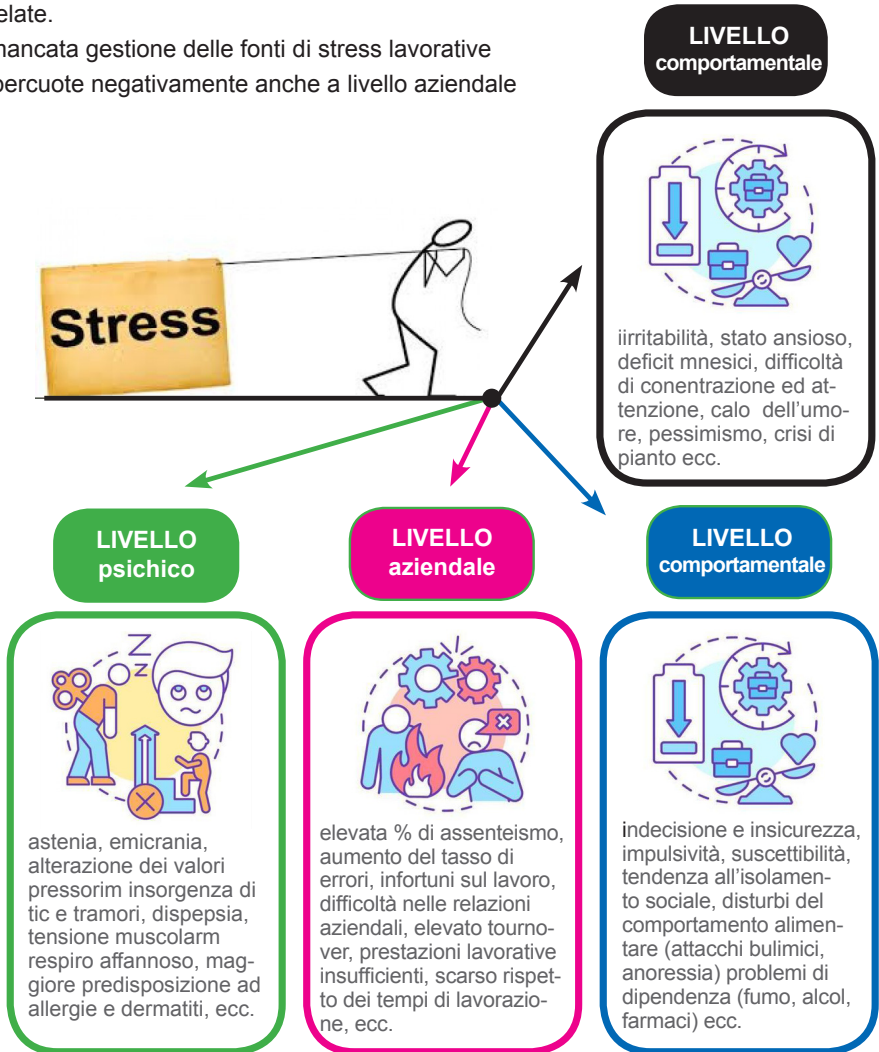 elate.
nancata gestione delle fonti di stress lavorative
percuote negativamente anche a livello aziendale
LIVELLO
comportamentale
Stress
iirritabilità, stato ansioso,
deficit mnesici, difficoltà
di conentrazione ed at-
tenzione, calo dell’umo-
re, pessimismo, crisi di
pianto ecc.
LIVELLO
psichico
LIVELLO
aziendale
LIVELLO
comportamentale
Z
z
astenia, emicrania,
alterazione dei valori
pressorim insorgenza di
tic e tramori, dispepsia,
tensione muscolarm
respiro affannoso, mag-
giore predisposizione ad
allergie e dermatiti, ecc.
elevata % di assenteismo,
aumento del tasso di
errori, infortuni sul lavoro,
difficoltà nelle relazioni
aziendali, elevato tourno-
ver, prestazioni lavorative
insufficienti, scarso rispet-
to dei tempi di lavorazio-
ne, ecc.
indecisione e insicurezza,
impulsività, suscettibilità,
tendenza all’isolamen-
to sociale, disturbi del
comportamento alimen-
tare (attacchi bulimici,
anoressia) problemi di
dipendenza (fumo, alcol,
farmaci) ecc.